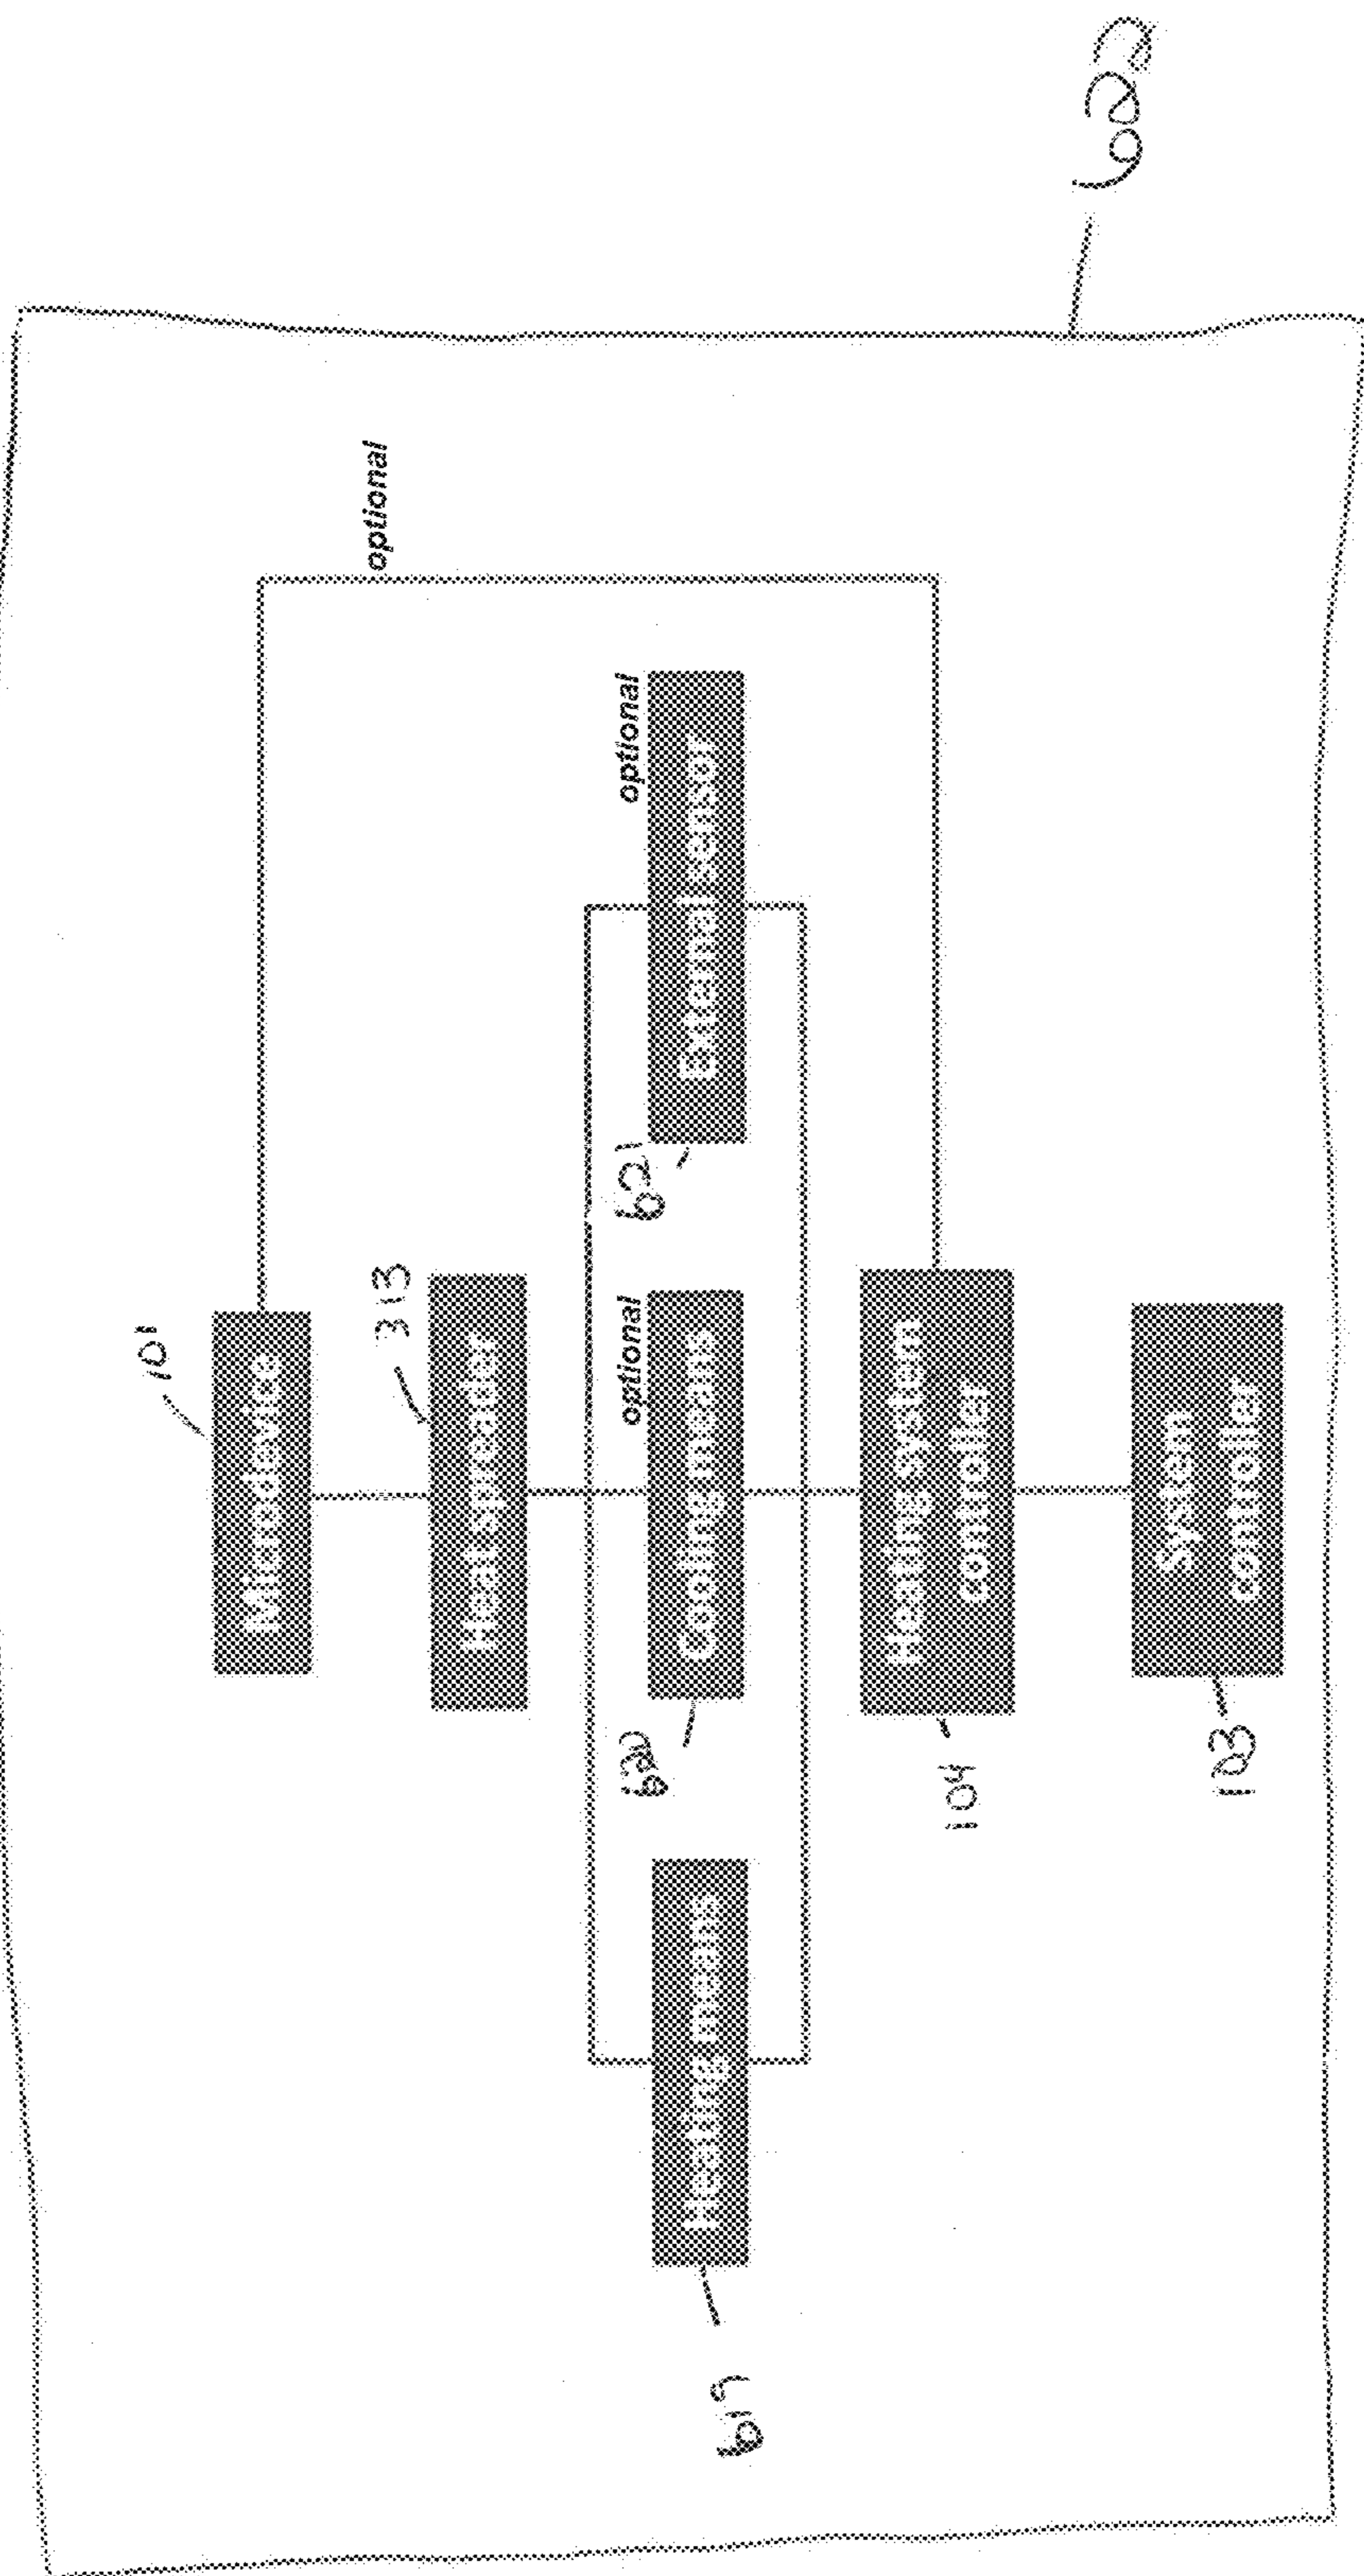 622
optional
101
Microdevice
313
Heat spreader
619
Heating means
620
optional
Cooling means
621
optional
External sensor
104
Heating system
controller
103
System
controller